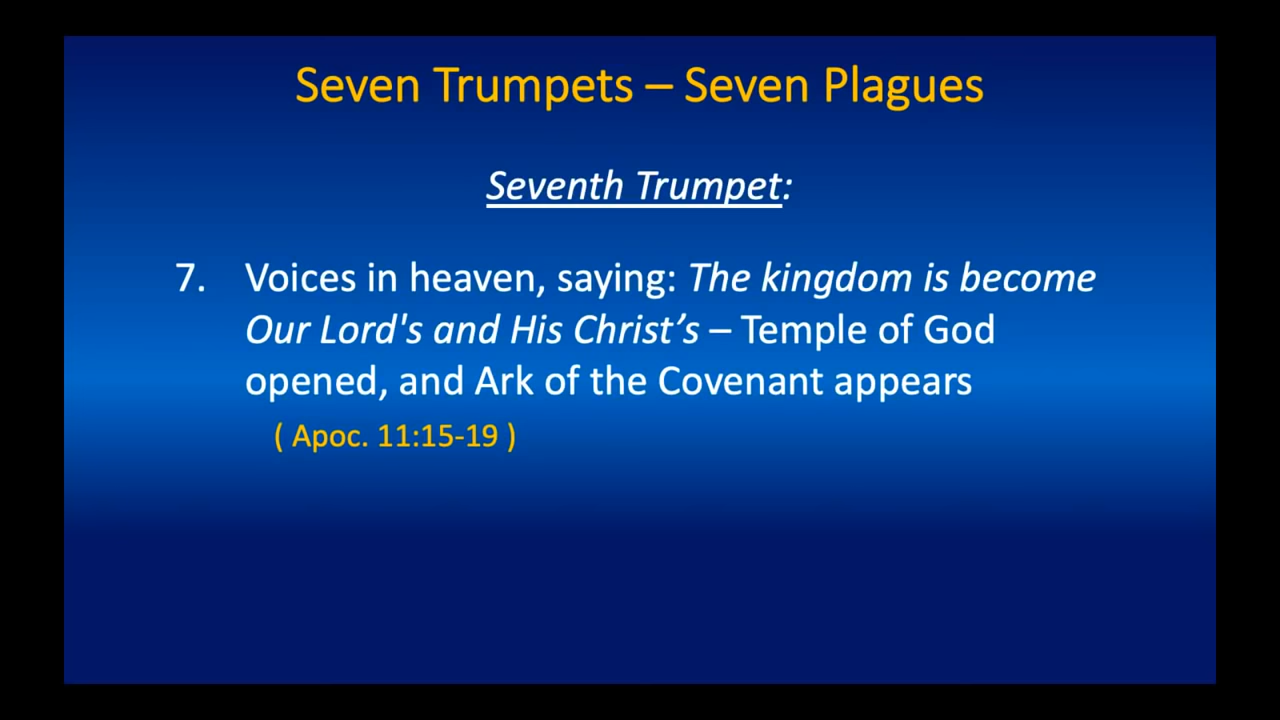 Seven Trumpets – Seven Plagues
Seventh Trumpet:
7. Voices in heaven, saying: The kingdom is become
Our Lord's and His Christ’s – Temple of God
opened, and Ark of the Covenant appears
( Apoc. 11:15-19 )